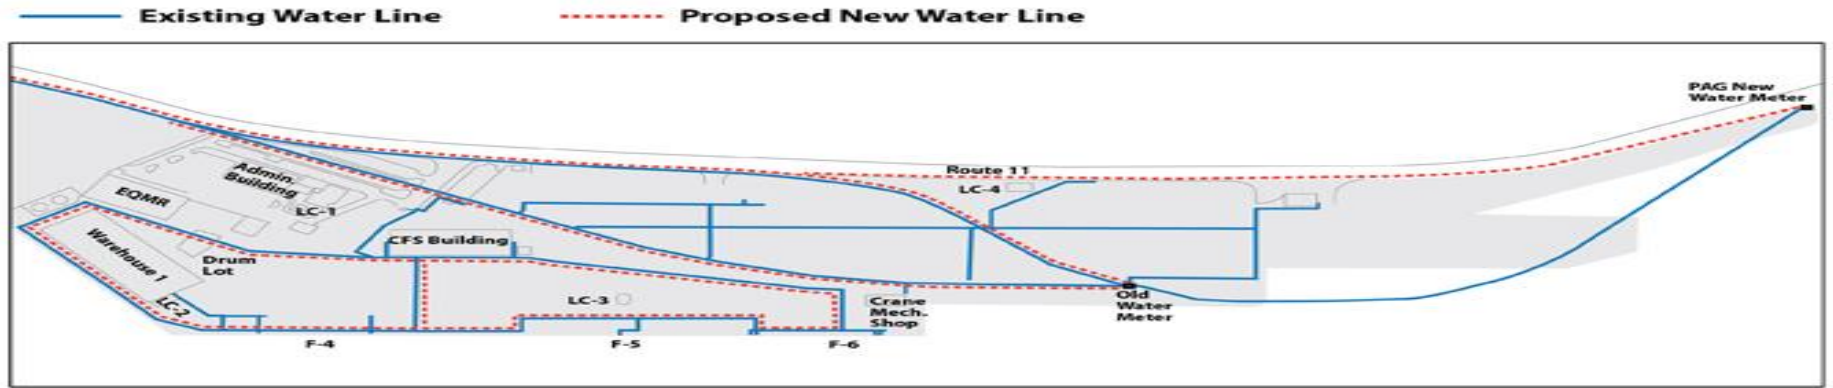 Existing Water Line
Proposed New Water Line
PAG New
Water Meter
Route 11
LC-4
Admin.
Building
LC-1
EQMR
CFS Building
Warehouse 1
Drum
Lot
LC-2
LC-3
Crane
Mech.
Shop
Old
Water
Meter
F-4
F-5
F-6